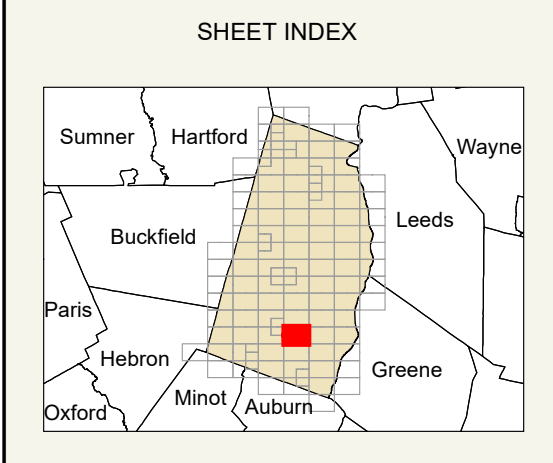 SHEET INDEX
Sumner
Hartford
Wayne
Buckfield
Leeds
Paris
Hebron
Greene
Minot
Auburn
Oxford